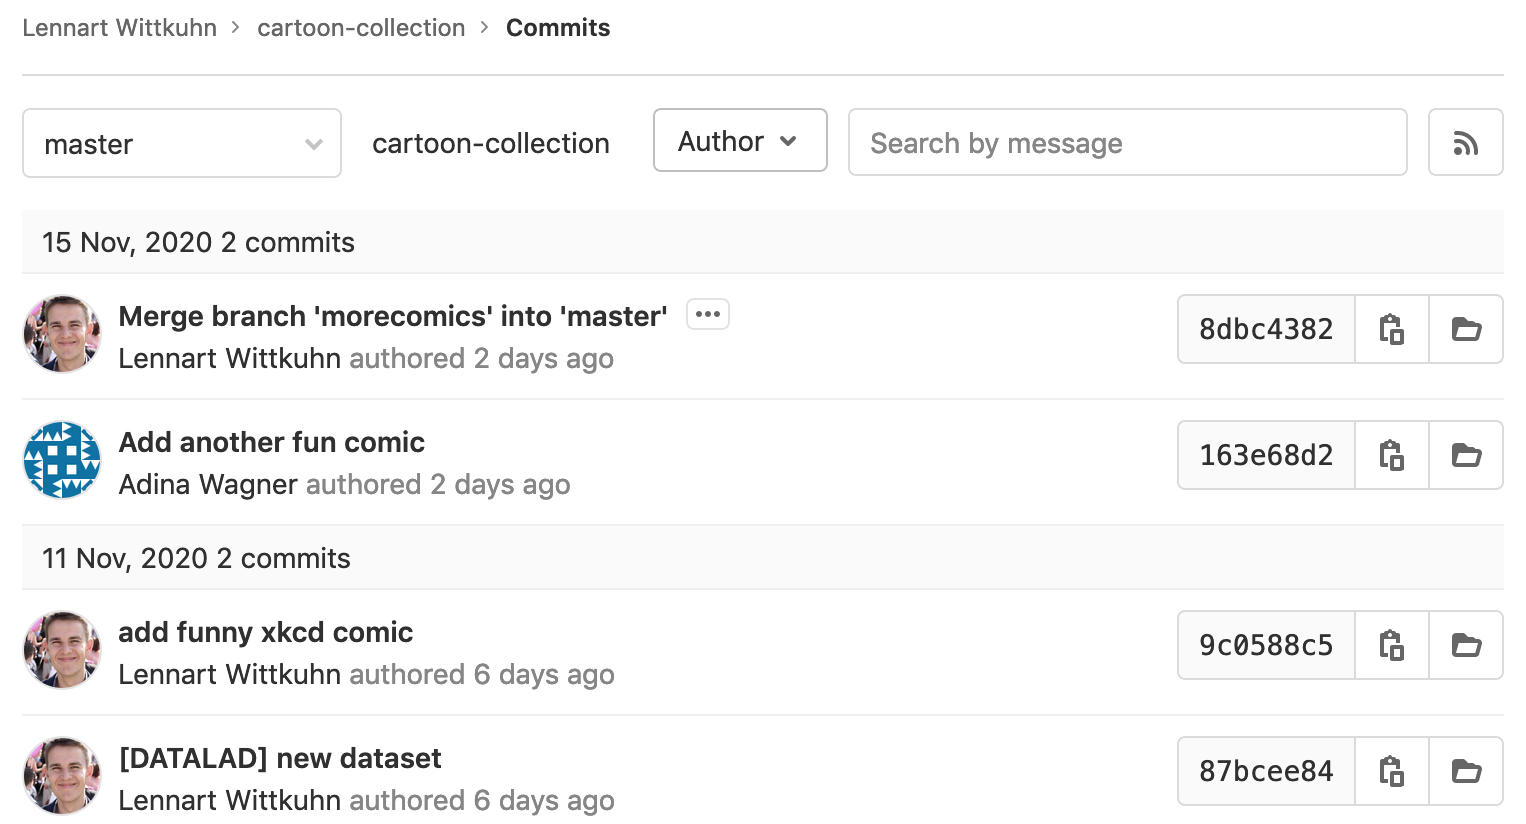 Lennart Wittkuhn > cartoon-collection > Commits
master cartoon-collection Author Search by message
15 Nov, 2020 2 commits
Merge branch 'morecomics' into 'master' ••• 8dbc4382
Lennart Wittkuhn authored 2 days ago
Add another fun comic 163e68d2
Adina Wagner authored 2 days ago
11 Nov, 2020 2 commits
add funny xkcd comic 9c0588c5
Lennart Wittkuhn authored 6 days ago
[DATALAD] new dataset 87bcee84
Lennart Wittkuhn authored 6 days ago